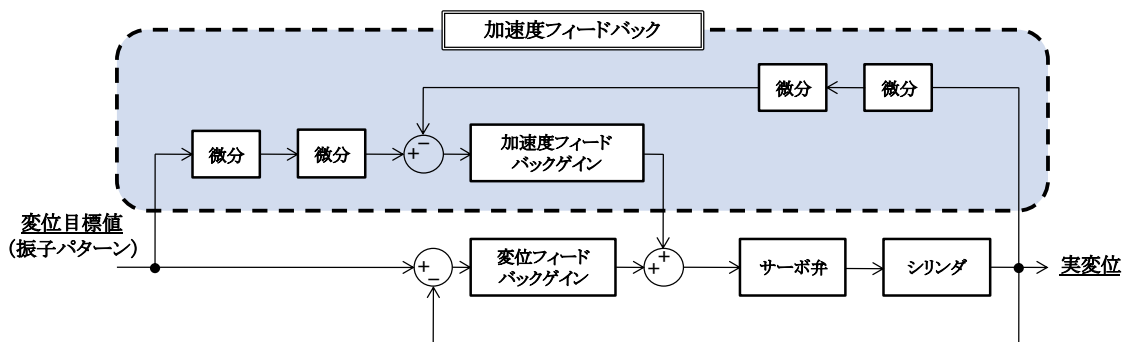 加速度フィードバック
微分
微分
微分
微分
+
−
加速度フィード
バックゲイン
変位目標値
(振子パターン)
+
−
変位フィード
バックゲイン
+
+
サーボ弁
シリンダ
実変位